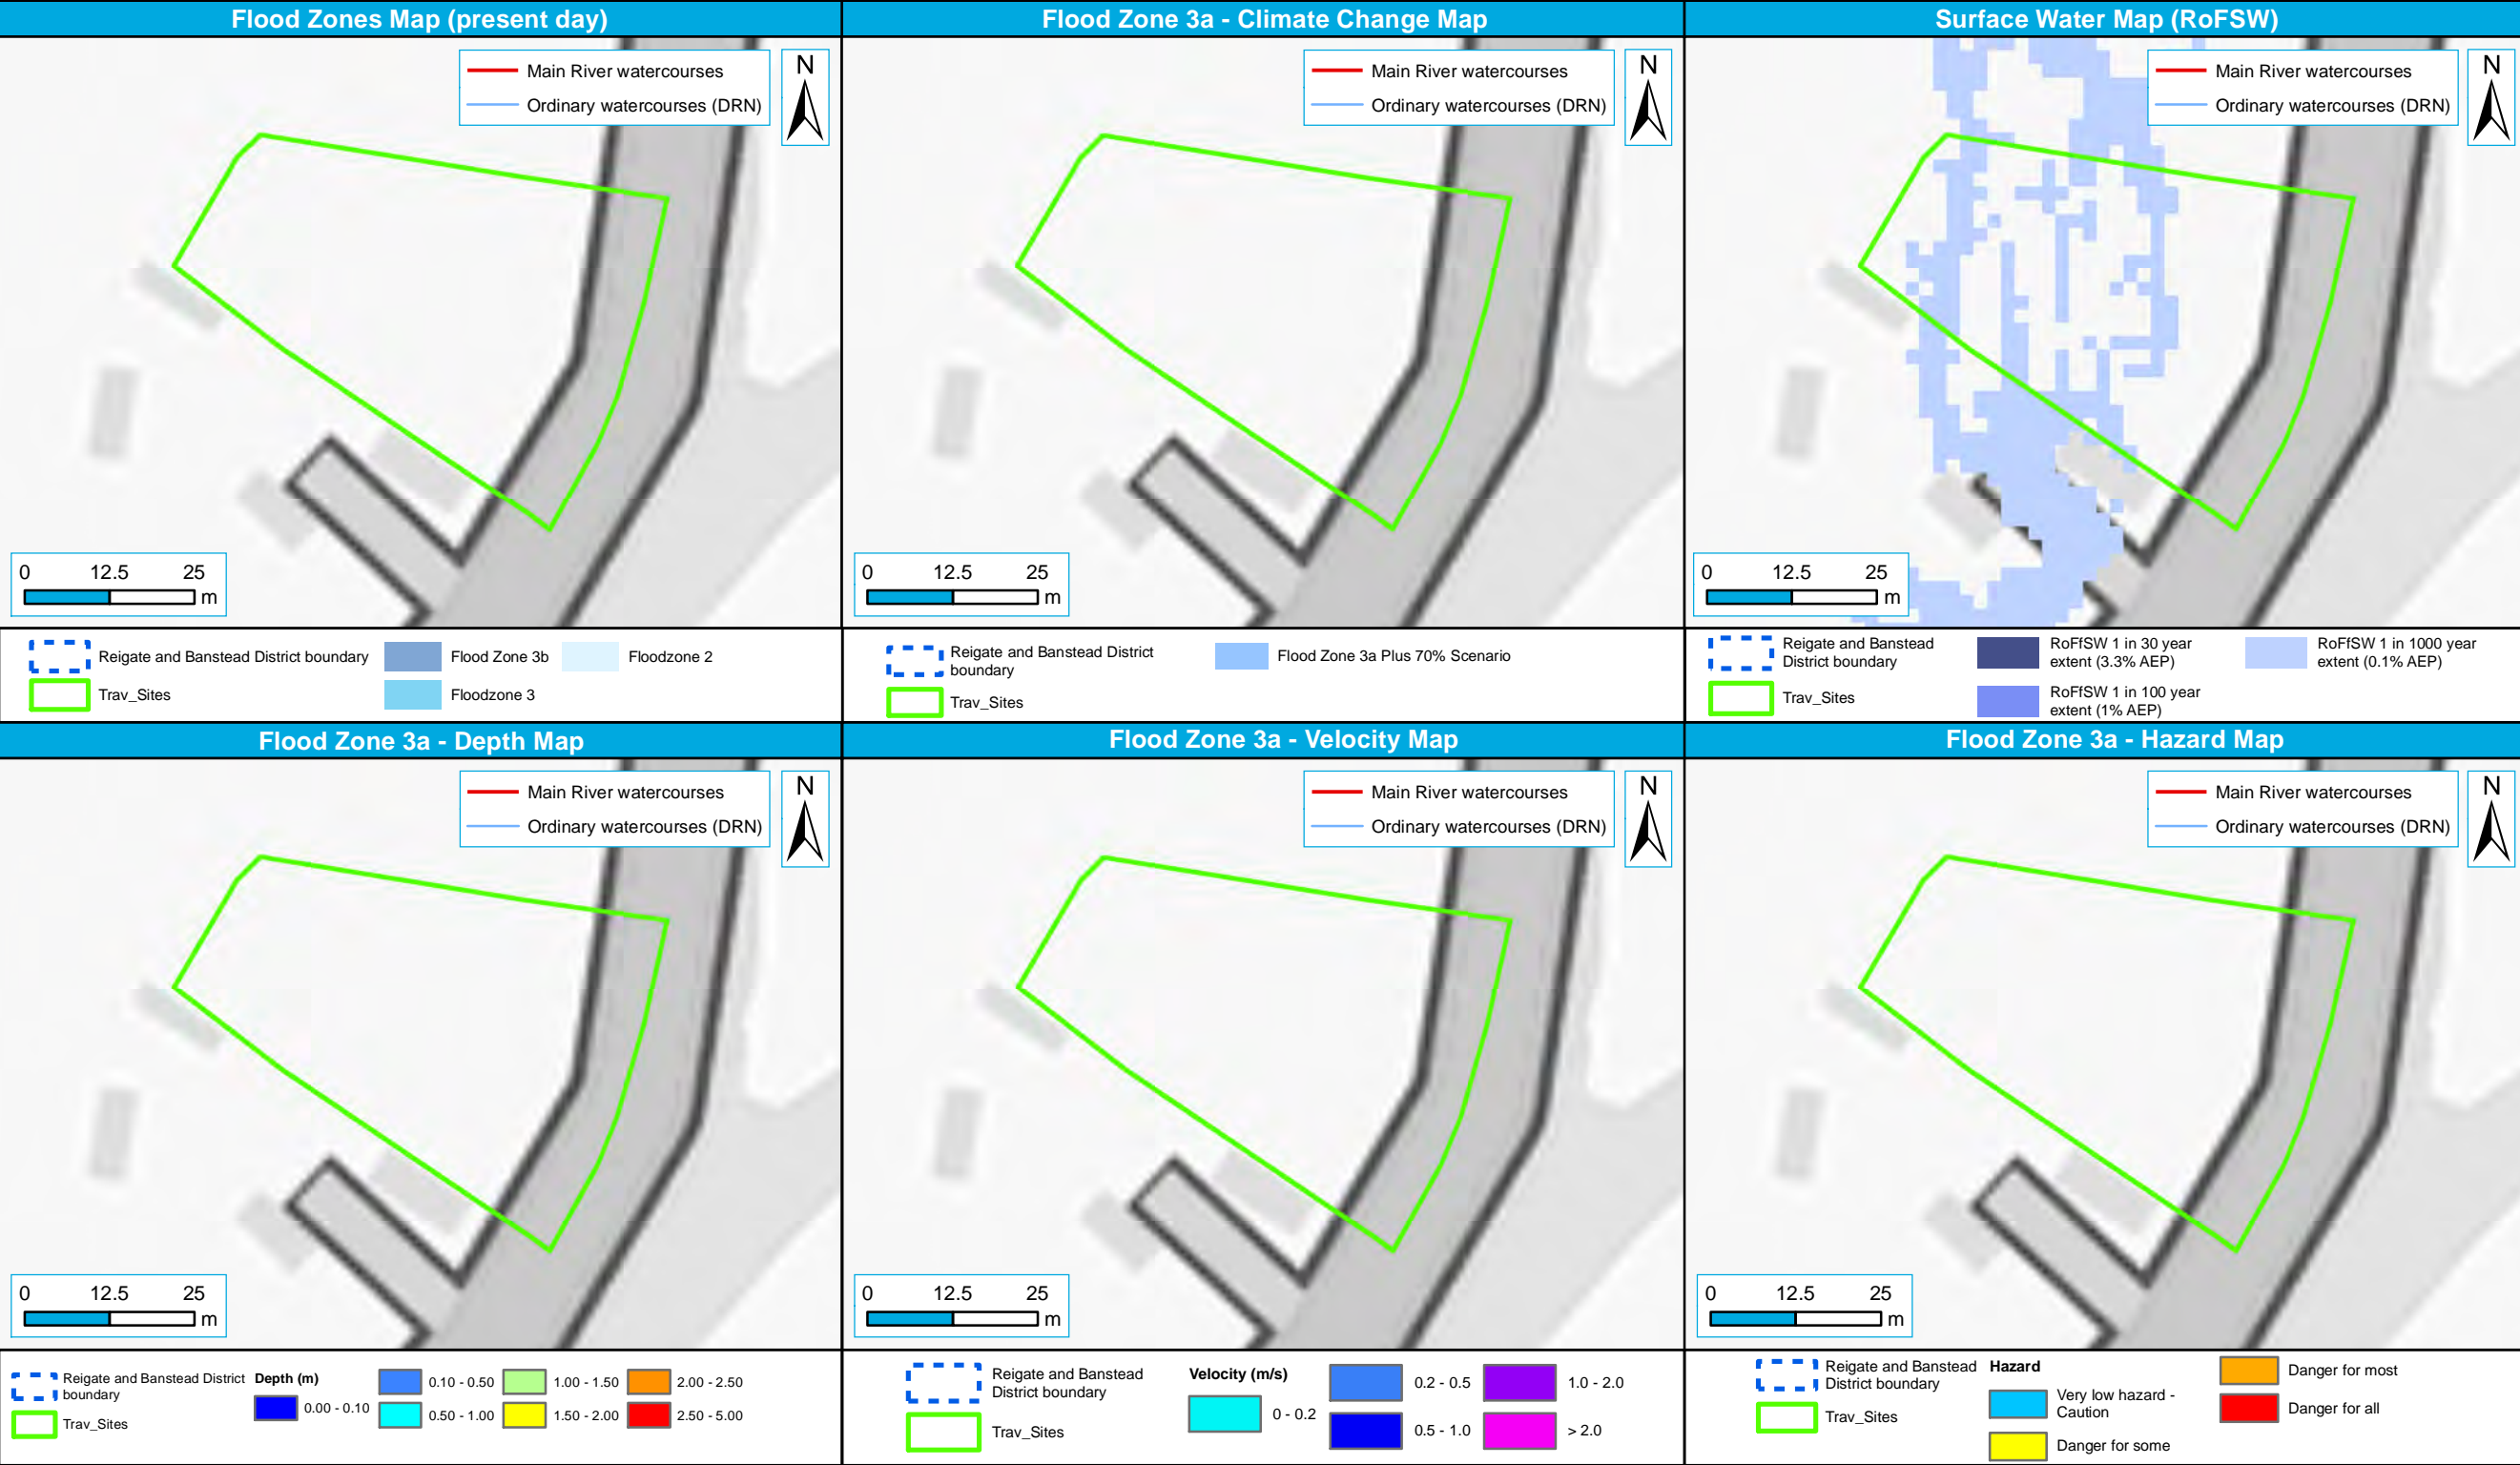 Flood Zones Map (present day)
Main River watercourses
Ordinary watercourses (DRN)
N
0 12.5 25
m
Reigate and Banstead District boundary
Trav_Sites
Flood Zone 3b
Floodzone 3
Floodzone 2
Flood Zone 3a - Climate Change Map
Main River watercourses
Ordinary watercourses (DRN)
N
0 12.5 25
m
Reigate and Banstead District
boundary
Trav_Sites
Flood Zone 3a Plus 70% Scenario
Surface Water Map (RoFSW)
Main River watercourses
Ordinary watercourses (DRN)
N
0 12.5 25
m
Reigate and Banstead
District boundary
Trav_Sites
RoFfSW 1 in 30 year
extent (3.3% AEP)
RoFfSW 1 in 100 year
extent (1% AEP)
RoFfSW 1 in 1000 year
extent (0.1% AEP)
Flood Zone 3a - Depth Map
Main River watercourses
Ordinary watercourses (DRN)
N
0 12.5 25
m
Reigate and Banstead District
boundary
Trav_Sites
Depth (m)
0.00 - 0.10
0.10 - 0.50
0.50 - 1.00
1.00 - 1.50
1.50 - 2.00
2.00 - 2.50
2.50 - 5.00
Flood Zone 3a - Velocity Map
Main River watercourses
Ordinary watercourses (DRN)
N
0 12.5 25
m
Reigate and Banstead
District boundary
Trav_Sites
Velocity (m/s)
0 - 0.2
0.2 - 0.5
0.5 - 1.0
1.0 - 2.0
> 2.0
Flood Zone 3a - Hazard Map
Main River watercourses
Ordinary watercourses (DRN)
N
0 12.5 25
m
Reigate and Banstead
District boundary
Trav_Sites
Hazard
Very low hazard -
Caution
Danger for some
Danger for most
Danger for all